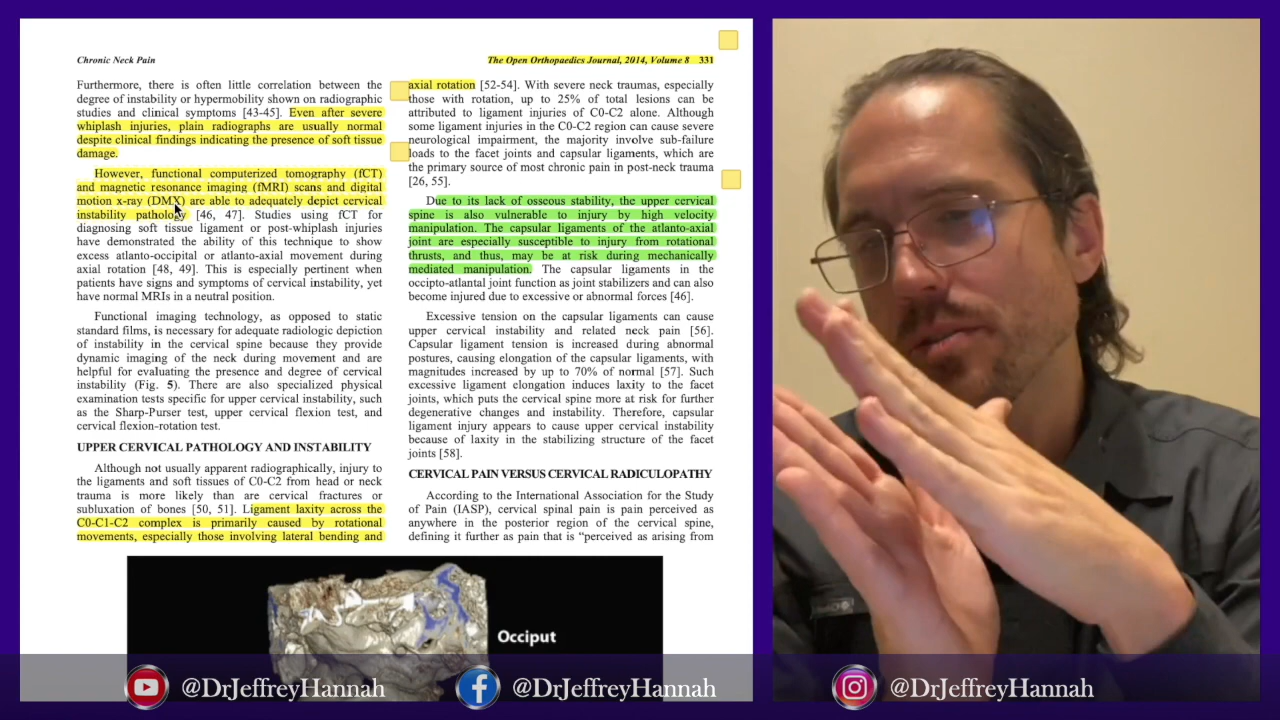 Chronic Neck Pain
The Open Orthopaedics Journal, 2014, Volume 8 331
Furthermore, there is often little correlation between the
degree of instability or hypermobility shown on radiographic
studies and clinical symptoms [43-45]. Even after severe
whiplash injuries, plain radiographs are usually normal
despite clinical findings indicating the presence of soft tissue
damage.
However, functional computerized tomography (fCT)
and magnetic resonance imaging (fMRI) scans and digital
motion x-ray (DMX) are able to adequately depict cervical
instability pathology [46, 47]. Studies using fCT for
diagnosing soft tissue ligament or post-whiplash injuries
have demonstrated the ability of this technique to show
excess atlanto-occipital or atlanto-axial movement during
axial rotation [48, 49]. This is especially pertinent when
patients have signs and symptoms of cervical instability, yet
have normal MRIs in a neutral position.
Functional imaging technology, as opposed to static
standard films, is necessary for adequate radiologic depiction
of instability in the cervical spine because they provide
dynamic imaging of the neck during movement and are
helpful for evaluating the presence and degree of cervical
instability (Fig. 5). There are also specialized physical
examination tests specific for upper cervical instability, such
as the Sharp-Purser test, upper cervical flexion test, and
cervical flexion-rotation test.
UPPER CERVICAL PATHOLOGY AND INSTABILITY
Although not usually apparent radiographically, injury to
the ligaments and soft tissues of C0-C2 from head or neck
trauma is more likely than are cervical fractures or
subluxation of bones [50, 51]. Ligament laxity across the
C0-C1-C2 complex is primarily caused by rotational
movements, especially those involving lateral bending and
axial rotation [52-54]. With severe neck traumas, especially
those with rotation, up to 25% of total lesions can be
attributed to ligament injuries of C0-C2 alone. Although
some ligament injuries in the C0-C2 region can cause severe
neurological impairment, the majority involve sub-failure
loads to the facet joints and capsular ligaments, which are
the primary source of most chronic pain in post-neck trauma
[26, 55].
Due to its lack of osseous stability, the upper cervical
spine is also vulnerable to injury by high velocity
manipulation. The capsular ligaments of the atlanto-axial
joint are especially susceptible to injury from rotational
thrusts, and thus, may be at risk during mechanically
mediated manipulation. The capsular ligaments in the
occipto-atlantal joint function as joint stabilizers and can also
become injured due to excessive or abnormal forces [46].
Excessive tension on the capsular ligaments can cause
upper cervical instability and related neck pain [56].
Capsular ligament tension is increased during abnormal
postures, causing elongation of the capsular ligaments, with
magnitudes increased by up to 70% of normal [57]. Such
excessive ligament elongation induces laxity to the facet
joints, which puts the cervical spine more at risk for further
degenerative changes and instability. Therefore, capsular
ligament injury appears to cause upper cervical instability
because of laxity in the stabilizing structure of the facet
joints [58].
CERVICAL PAIN VERSUS CERVICAL RADICULOPATHY
According to the International Association for the Study
of Pain (IASP), cervical spinal pain is pain perceived as
anywhere in the posterior region of the cervical spine,
defining it further as pain that is “perceived as arising from
Occiput
@DrJeffreyHannah
@DrJeffreyHannah
@DrJeffreyHannah